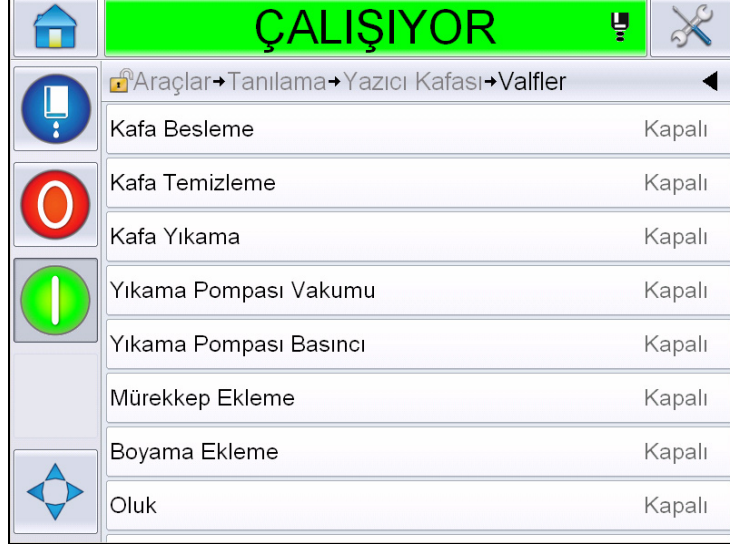 ÇALIŞIYOR
Araçlar→Tanılama→Yazıcı Kafası→Valfler
Kafa Besleme Kapalı
Kafa Temizleme Kapalı
Kafa Yıkama Kapalı
Yıkama Pompası Vakumu Kapalı
Yıkama Pompası Basıncı Kapalı
Mürekkep Ekleme Kapalı
Boyama Ekleme Kapalı
Oluk Kapalı